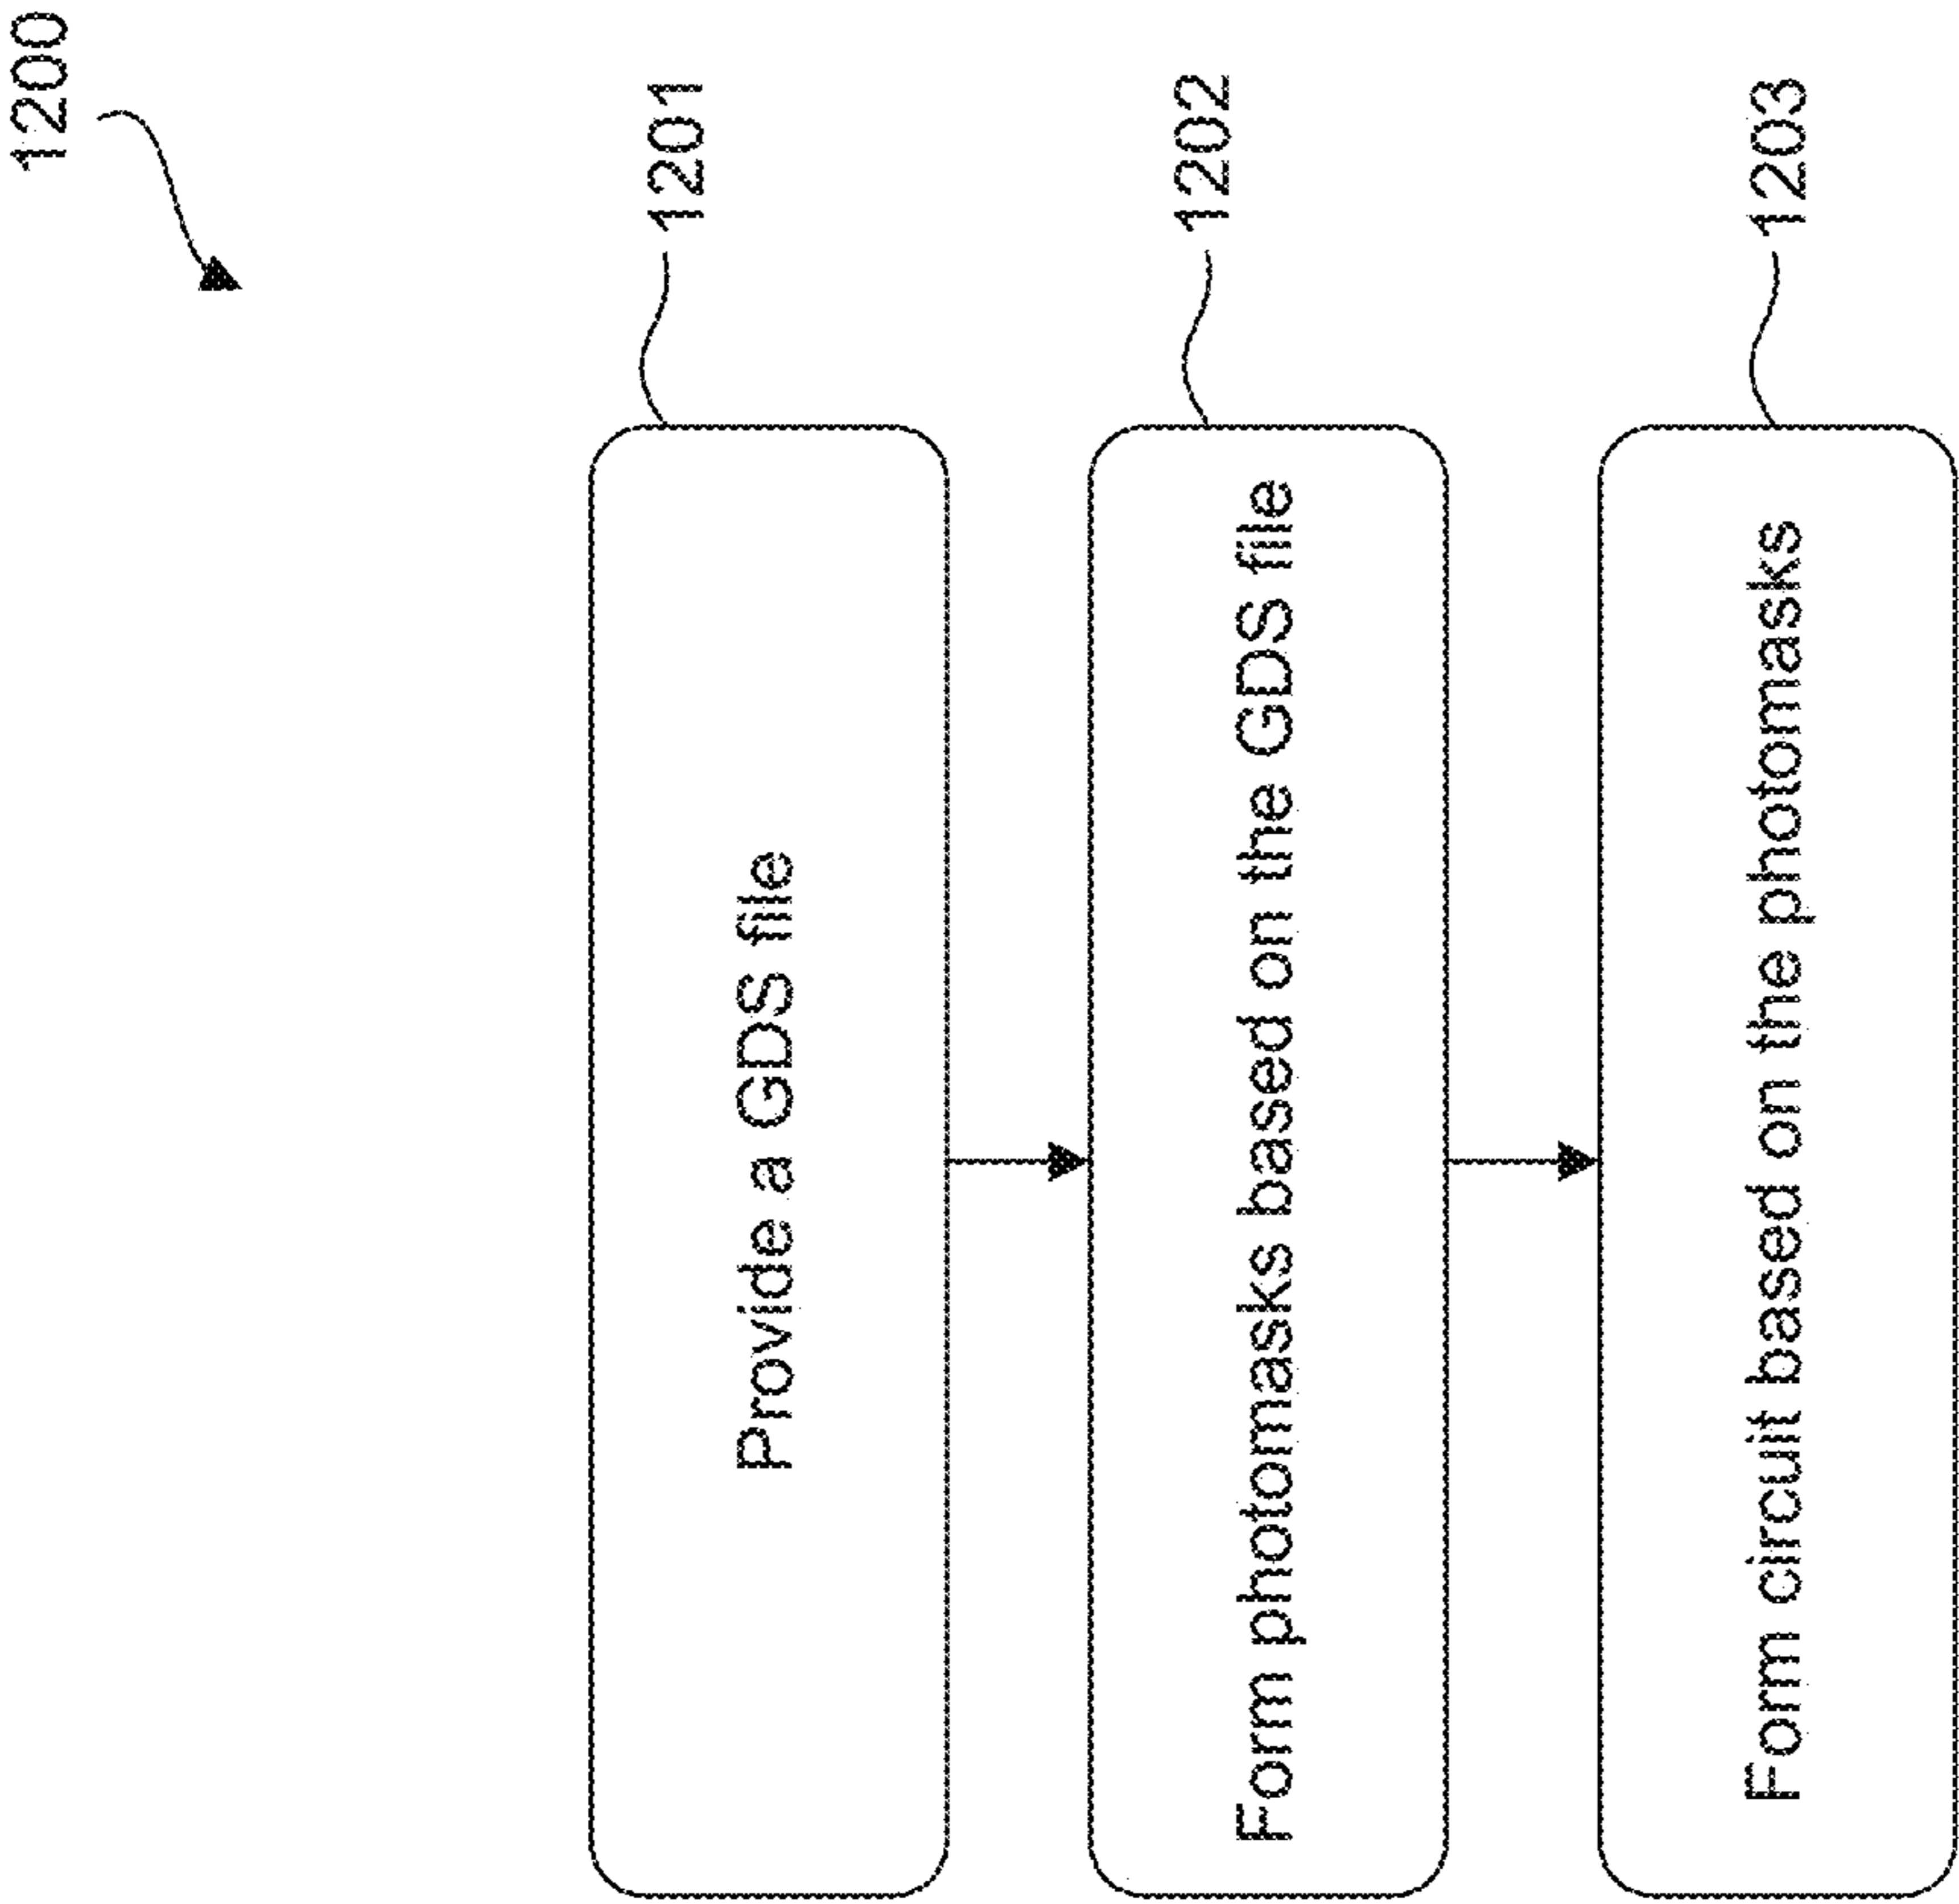 1200
Provide a GDS file
1201
Form photomasks based on the GDS file
1202
Form circuit based on the photomasks
1203